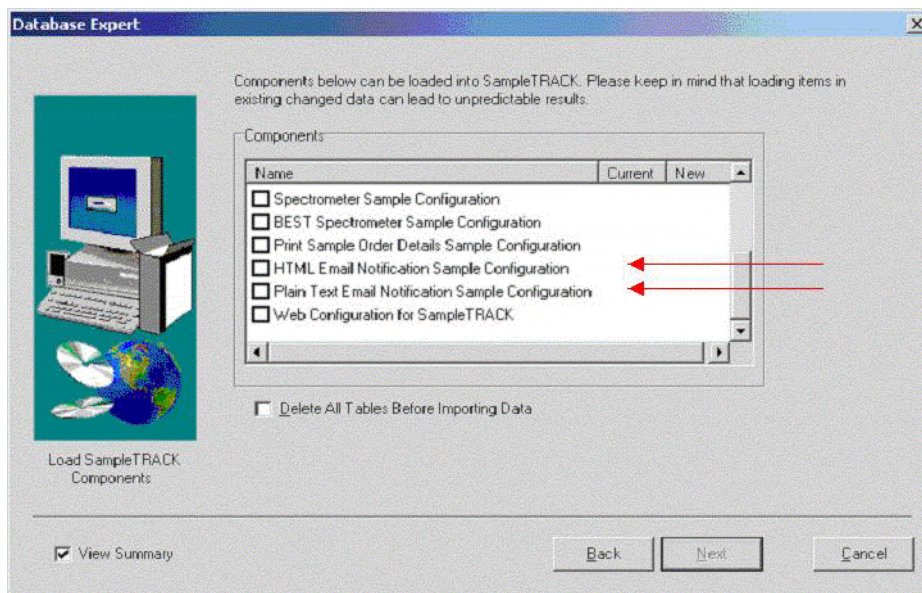 Database Expert
Components below can be loaded into SampleTRACK. Please keep in mind that loading items in
existing changed data can lead to unpredictable results.
Components
Name Current New
Spectrometer Sample Configuration
BEST Spectrometer Sample Configuration
Print Sample Order Details Sample Configuration
HTML Email Notification Sample Configuration
Plain Text Email Notification Sample Configuration
Web Configuration for SampleTRACK
Delete All Tables Before Importing Data
Load SampleTRACK
Components
View Summary
Back Next Cancel